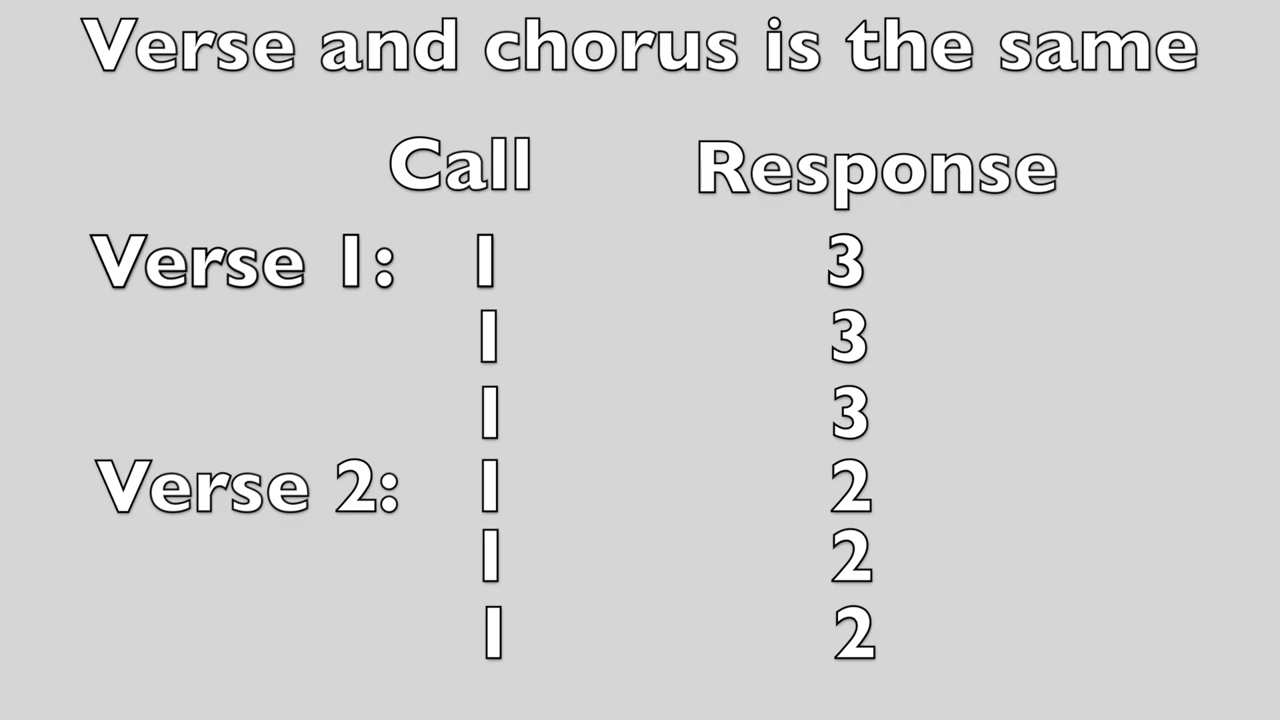 Verse and chorus is the same
Call Response
Verse 1: 1 3
1 3
1 3
Verse 2: 1 2
1 2
1 2